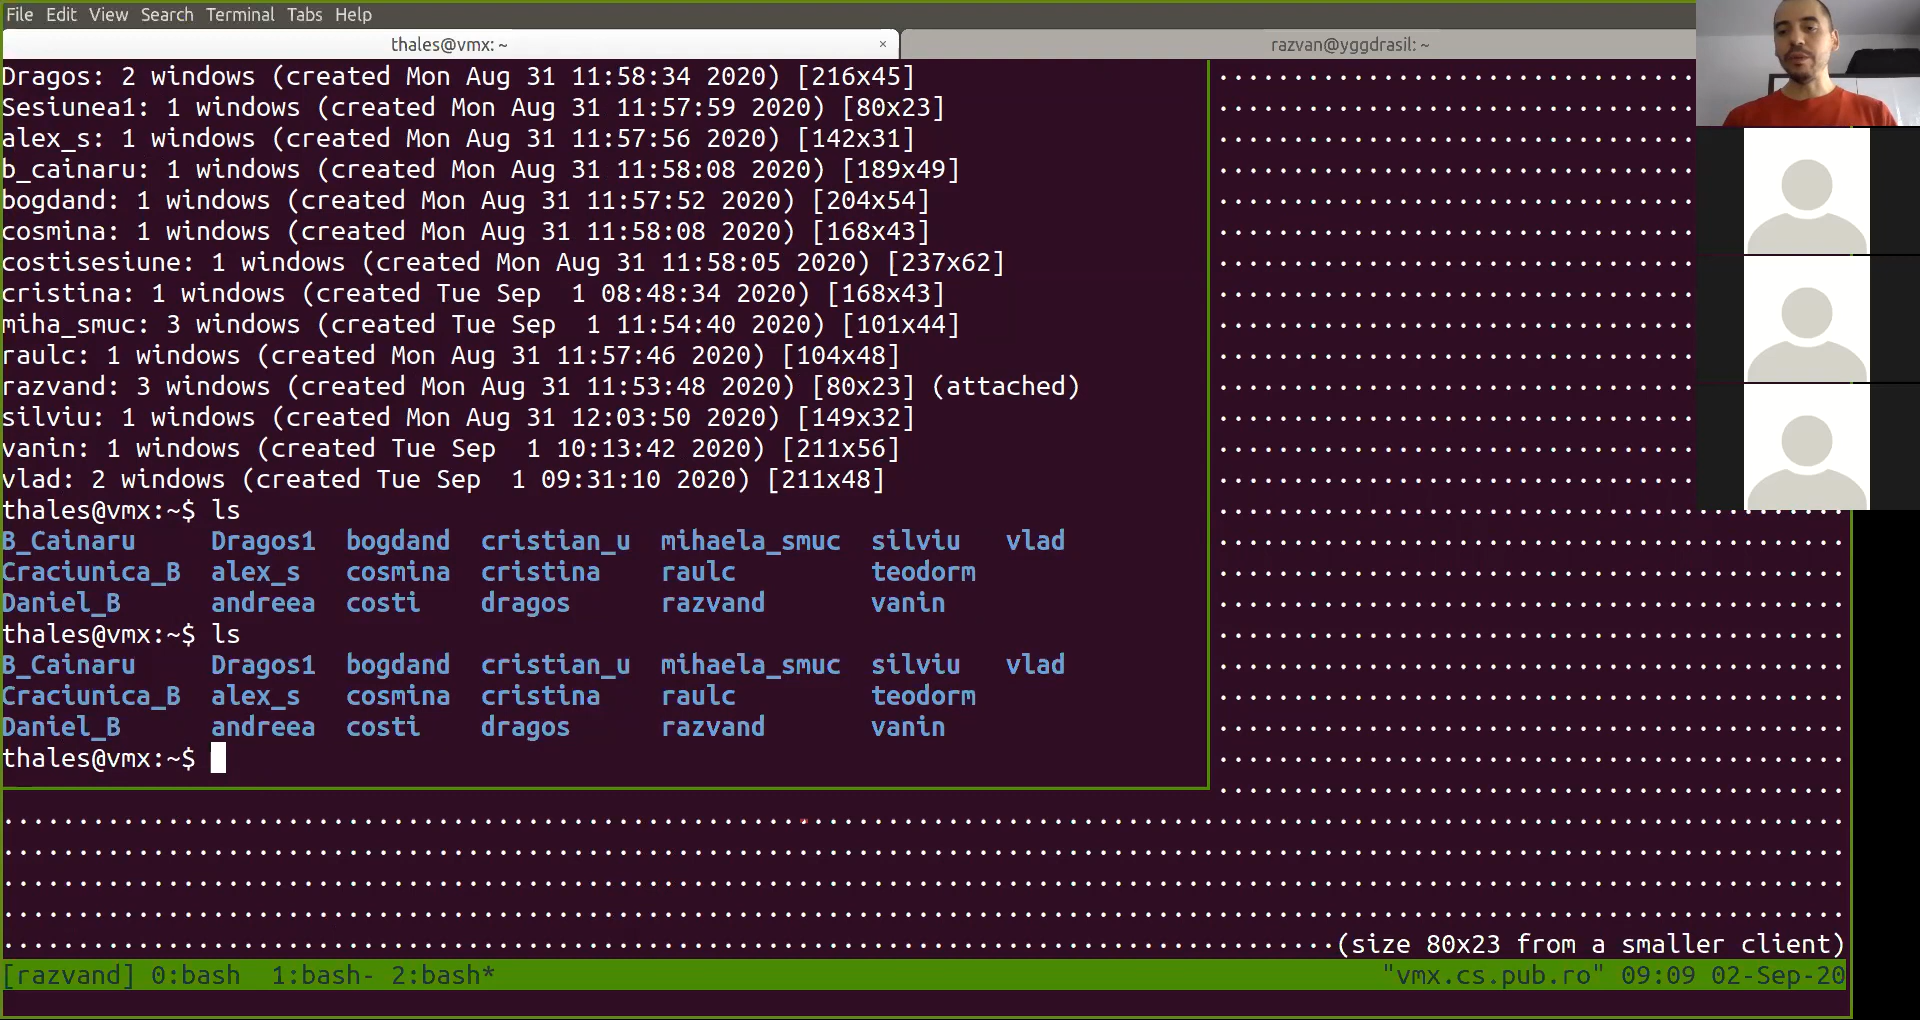 File Edit View Search Terminal Tabs Help
thales@vmx: ~ × razvan@yggdrasil: ~
Dragos: 2 windows (created Mon Aug 31 11:58:34 2020) [216x45]
Sesiunea1: 1 windows (created Mon Aug 31 11:57:59 2020) [80x23]
alex_s: 1 windows (created Mon Aug 31 11:57:56 2020) [142x31]
b_cainaru: 1 windows (created Mon Aug 31 11:58:08 2020) [189x49]
bogdand: 1 windows (created Mon Aug 31 11:57:52 2020) [204x54]
cosmina: 1 windows (created Mon Aug 31 11:58:08 2020) [168x43]
costisesiune: 1 windows (created Mon Aug 31 11:58:05 2020) [237x62]
cristina: 1 windows (created Tue Sep  1 08:48:34 2020) [168x43]
miha_smuc: 3 windows (created Tue Sep  1 11:54:40 2020) [101x44]
raulc: 1 windows (created Mon Aug 31 11:57:46 2020) [104x48]
razvand: 3 windows (created Mon Aug 31 11:53:48 2020) [80x23] (attached)
silviu: 1 windows (created Mon Aug 31 12:03:50 2020) [149x32]
vanin: 1 windows (created Tue Sep  1 10:13:42 2020) [211x56]
vlad: 2 windows (created Tue Sep  1 09:31:10 2020) [211x48]
thales@vmx:~$ ls
B_Cainaru Dragos1 bogdand cristian_u mihaela_smuc silviu vlad
Craciunica_B alex_s cosmina cristina raulc teodorm
Daniel_B andreea costi dragos razvand vanin
thales@vmx:~$ ls
B_Cainaru Dragos1 bogdand cristian_u mihaela_smuc silviu vlad
Craciunica_B alex_s cosmina cristina raulc teodorm
Daniel_B andreea costi dragos razvand vanin
thales@vmx:~$
(size 80x23 from a smaller client)
[razvand] 0:bash  1:bash- 2:bash* "vmx.cs.pub.ro" 09:09 02-Sep-20